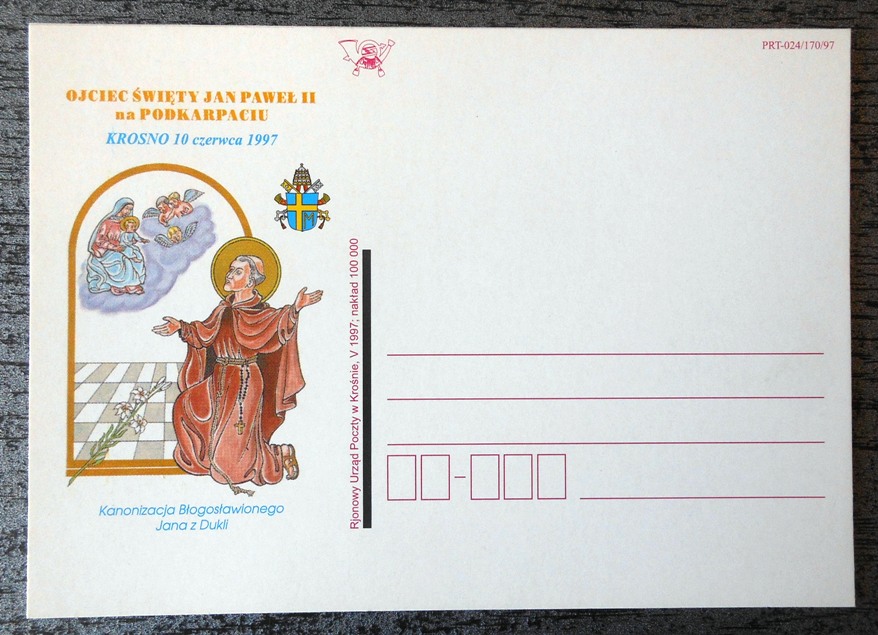 OJCIEC ŚWIĘTY JAN PAWEŁ II
na PODKARPACIU
KROSNO 10 czerwca 1997
Kanonizacja Błogosławionego
Jana z Dukli
Rjonowy Urząd Poczty w Krośnie, V 1997; nakład 100 000
PRT-024/170/97